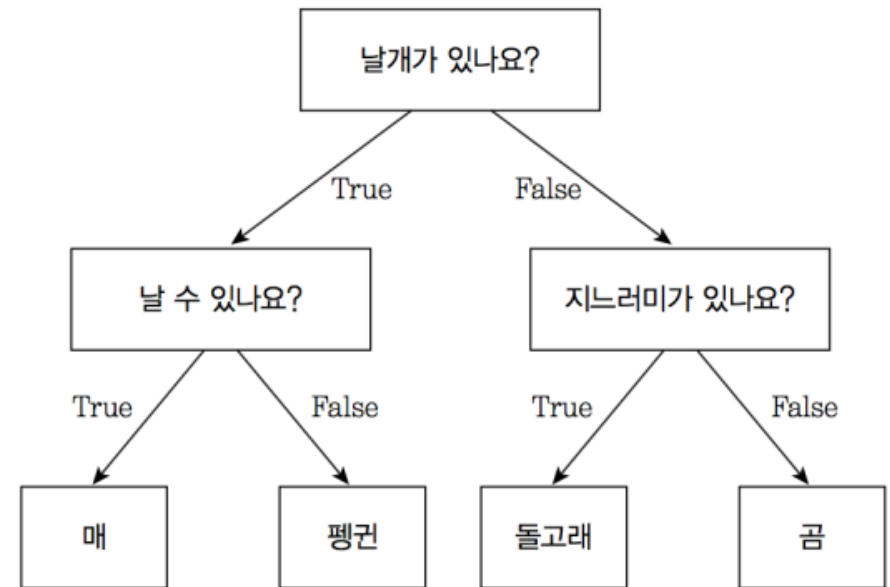 날개가 있나요?
True
False
날 수 있나요?
지느러미가 있나요?
True
False
True
False
매
펭귄
돌고래
곰